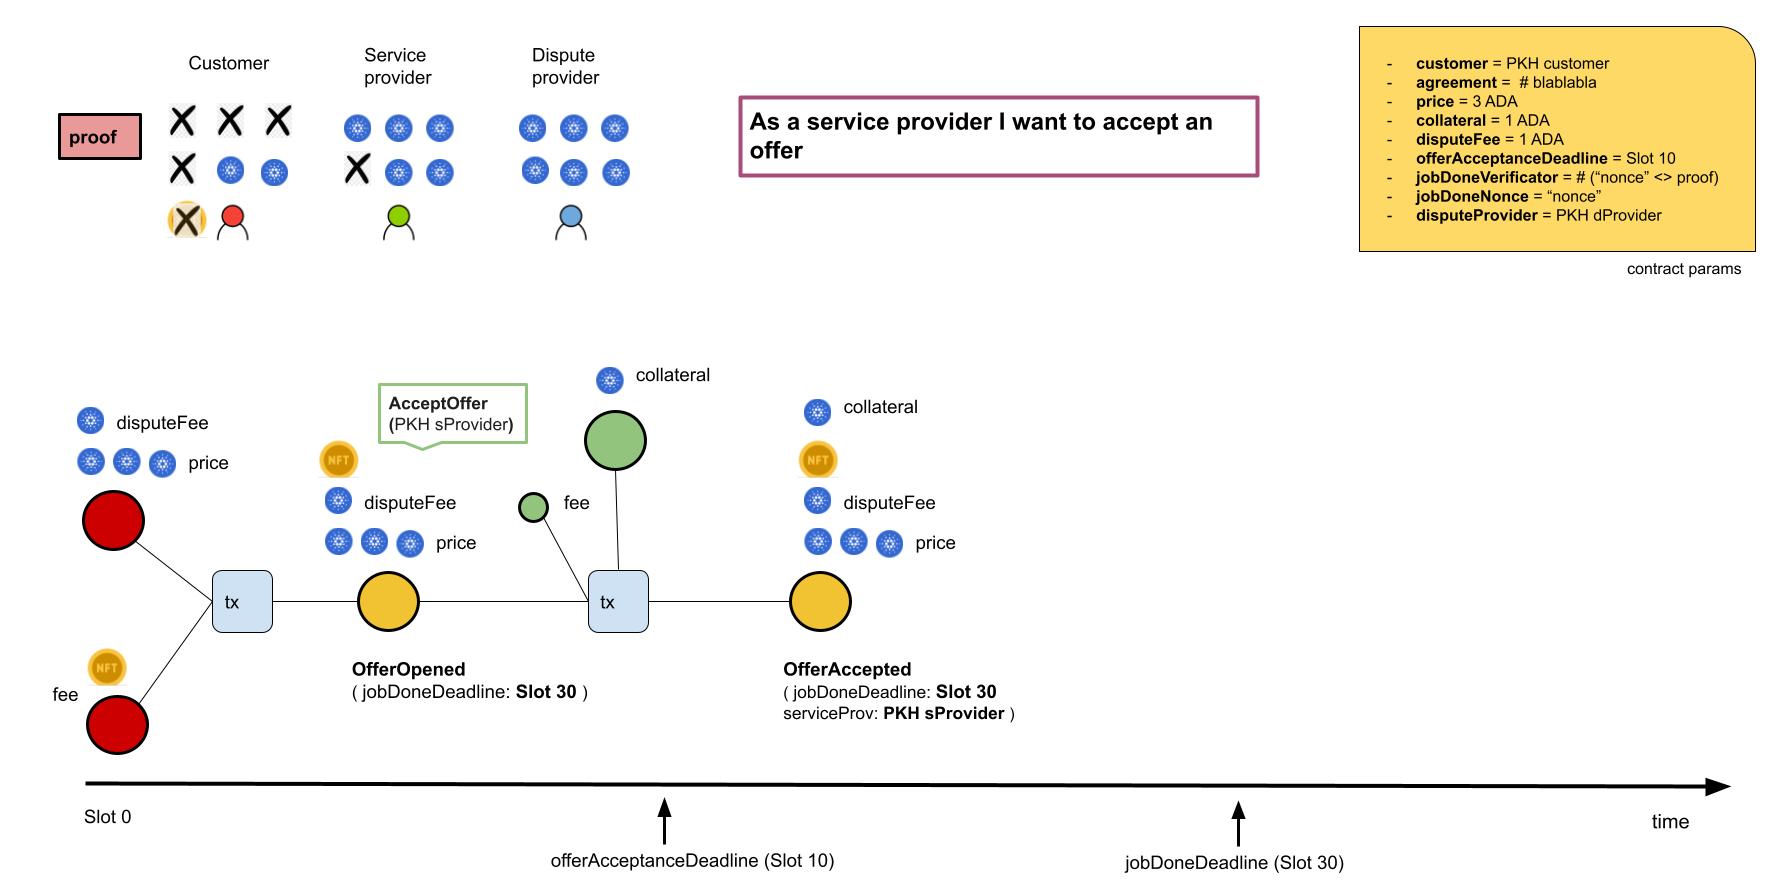 Customer
Service
provider
Dispute
provider
proof
As a service provider I want to accept an
offer
- customer = PKH customer
- agreement = # blablabla
- price = 3 ADA
- collateral = 1 ADA
- disputeFee = 1 ADA
- offerAcceptanceDeadline = Slot 10
- jobDoneVerificator = # (“nonce” <> proof)
- jobDoneNonce = “nonce”
- disputeProvider = PKH dProvider
contract params
disputeFee
price
AcceptOffer
(PKH sProvider)
NFT
disputeFee
price
collateral
fee
collateral
NFT
disputeFee
price
tx
tx
NFT
fee
OfferOpened
( jobDoneDeadline: Slot 30 )
OfferAccepted
( jobDoneDeadline: Slot 30
serviceProv: PKH sProvider )
Slot 0
time
offerAcceptanceDeadline (Slot 10)
jobDoneDeadline (Slot 30)